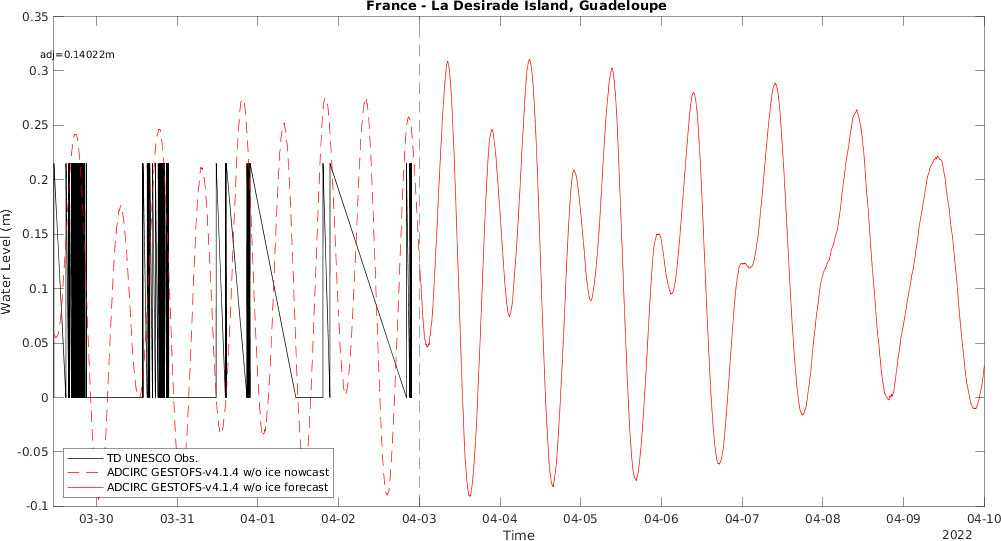 France - La Desirade Island, Guadeloupe
adj=0.14022m
0.35
0.3
0.25
0.2
0.15
0.1
0.05
0
-0.05
-0.1
Water Level (m)
TD UNESCO Obs.
ADCIRC GESTOFS-v4.1.4 w/o ice nowcast
ADCIRC GESTOFS-v4.1.4 w/o ice forecast
03-30 03-31 04-01 04-02 04-03 04-04 04-05 04-06 04-07 04-08 04-09 04-10
Time
2022